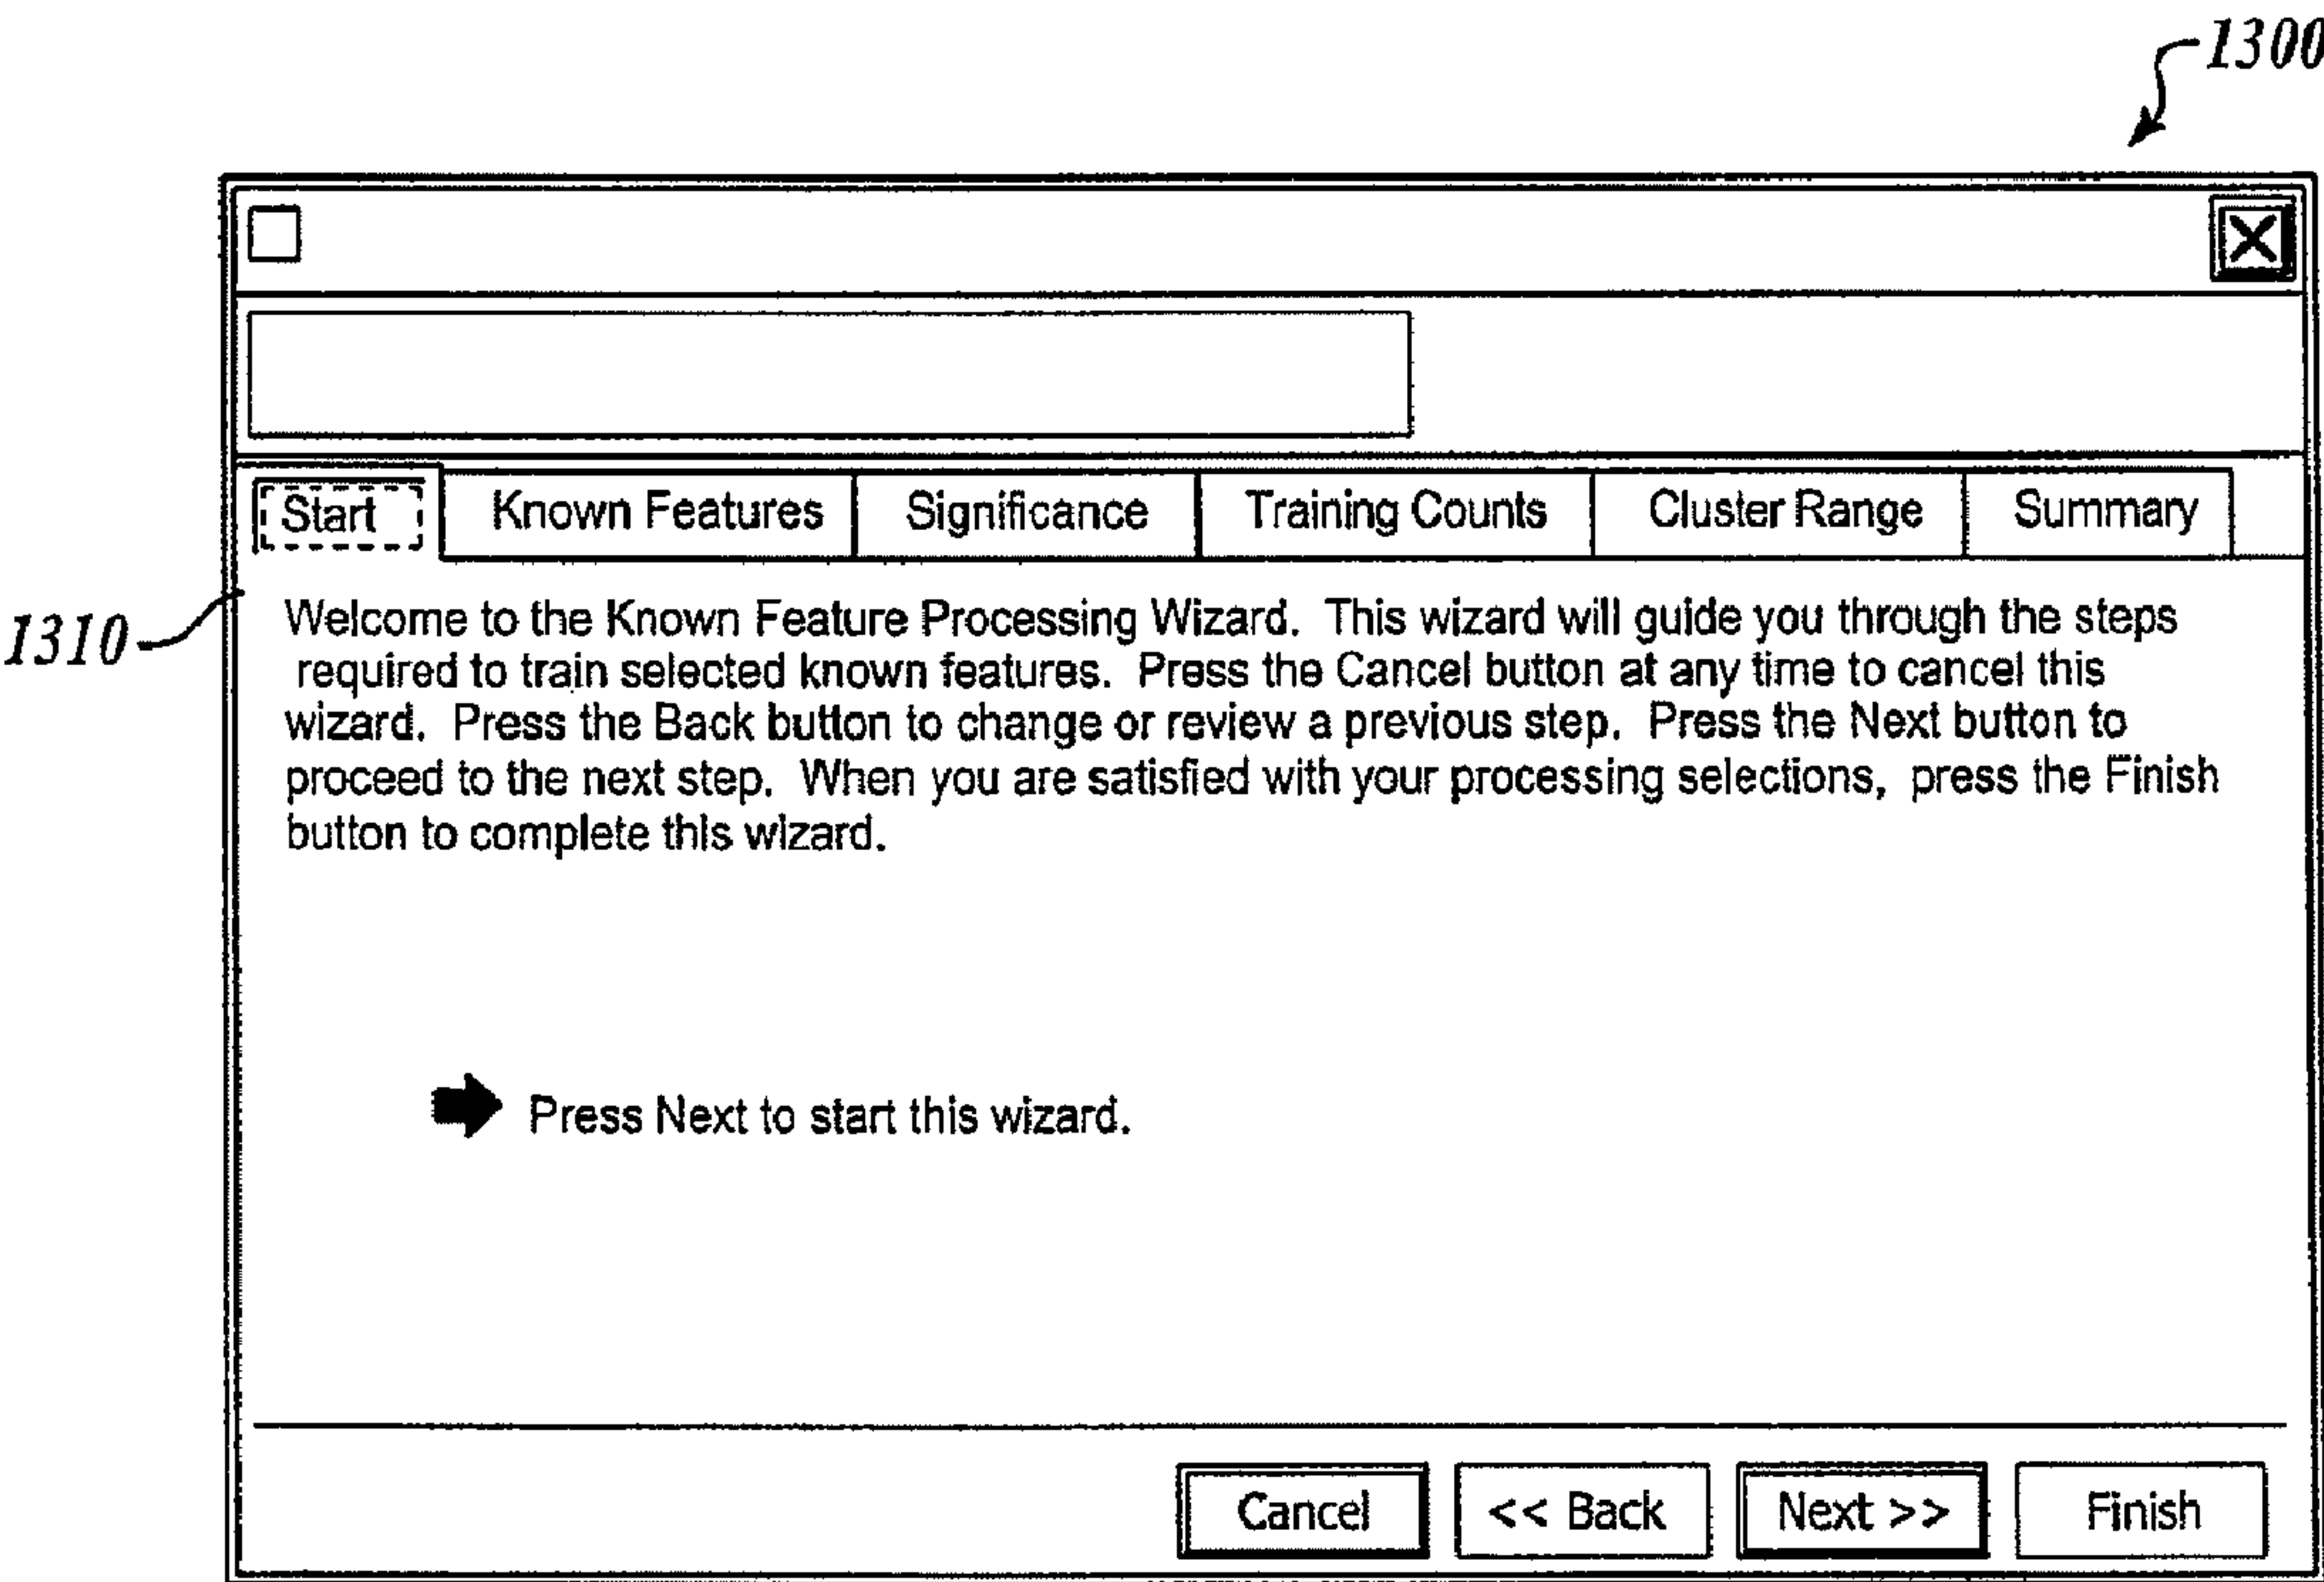 1300
Start Known Features Significance Training Counts Cluster Range Summary
1310
Welcome to the Known Feature Processing Wizard. This wizard will guide you through the steps
required to train selected known features. Press the Cancel button at any time to cancel this
wizard. Press the Back button to change or review a previous step. Press the Next button to
proceed to the next step. When you are satisfied with your processing selections, press the Finish
button to complete this wizard.
Press Next to start this wizard.
Cancel << Back Next >> Finish